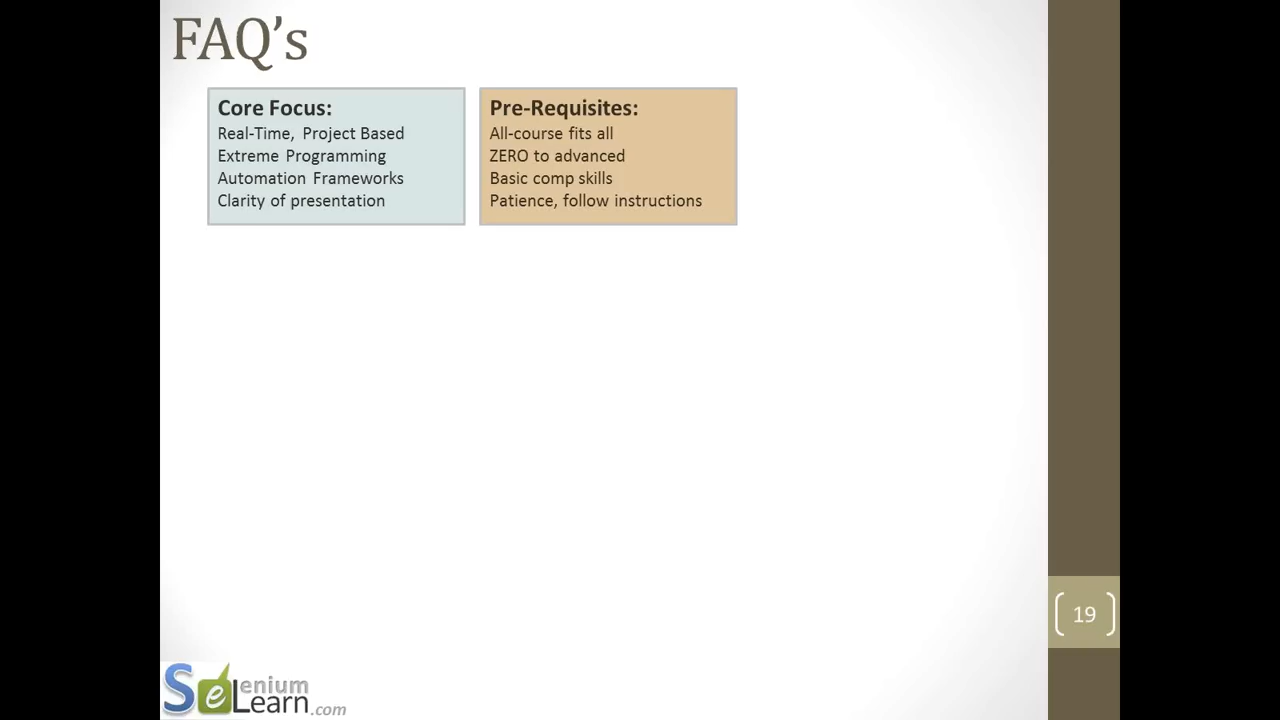 FAQ's
Core Focus:
Real-Time, Project Based
Extreme Programming
Automation Frameworks
Clarity of presentation
Pre-Requisites:
All-course fits all
ZERO to advanced
Basic comp skills
Patience, follow instructions
19
Selenium
eLearn.com